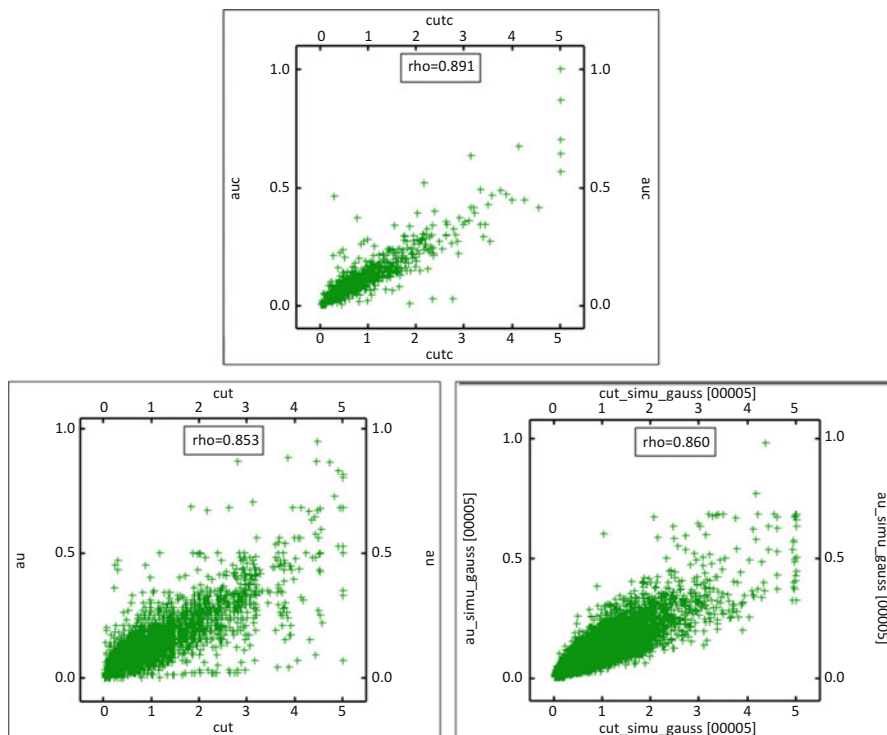 cutc
0 1 2 3 4 5
rho=0.891
1.0 1.0
auc 0.5 0.5 auc
0.0 0.0
0 1 2 3 4 5
cutc
cut
0 1 2 3 4 5
rho=0.853
1.0 1.0
au 0.5 0.5 au
0.0 0.0
0 1 2 3 4 5
cut
cut_simu_gauss [00005]
0 1 2 3 4 5
rho=0.860
1.0 1.0
au_simu_gauss [00005] 0.5 0.5 au_simu_gauss [00005]
0.0 0.0
0 1 2 3 4 5
cut_simu_gauss [00005]